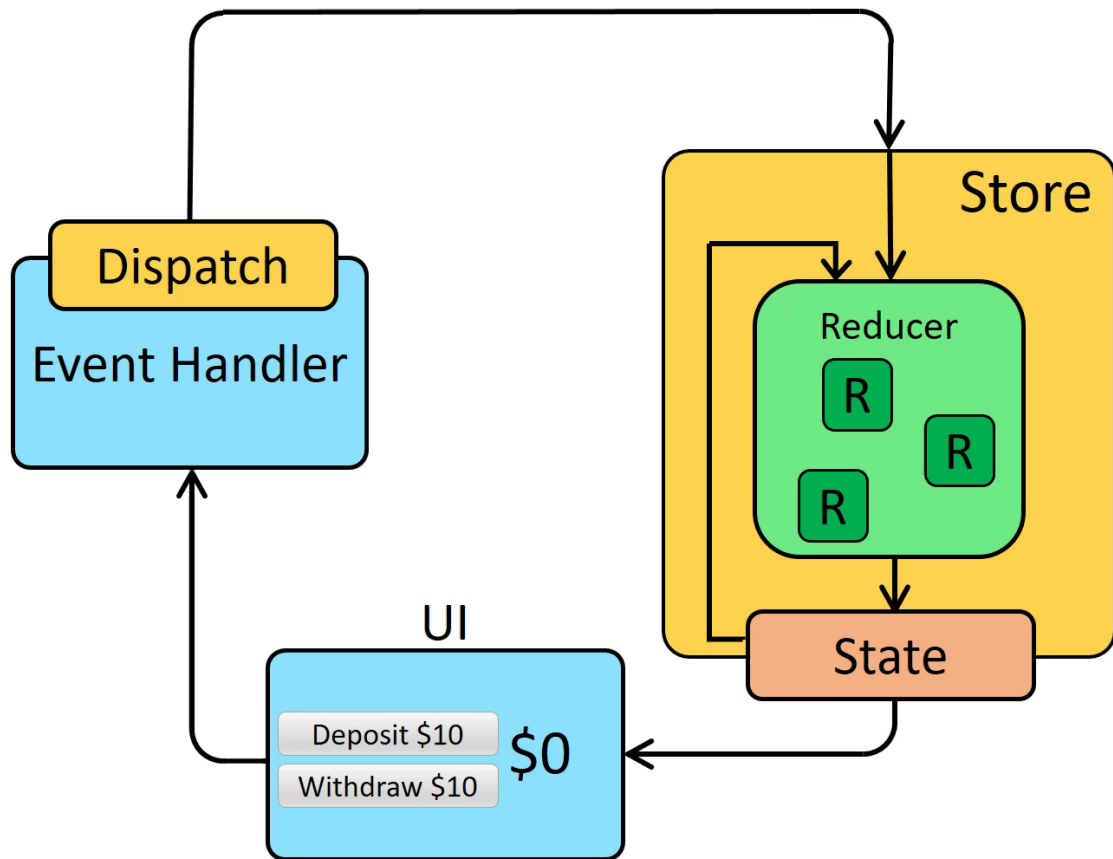 Store
Dispatch
Event Handler
Reducer
R
R
R
State
UI
Deposit $10
Withdraw $10
$0